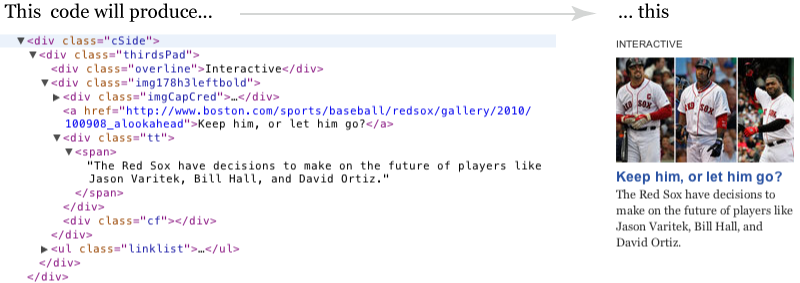 This code will produce...
... this
▼<div class="cSide">
▼<div class="thirdsPad">
<div class="overline">Interactive</div>
▼<div class="img178h3leftbold">
▶<div class="imgCapCred">…</div>
<a href="http://www.boston.com/sports/baseball/redsox/gallery/2010/
100908_alookahead">Keep him, or let him go?</a>
▼<div class="tt">
▼<span>
"The Red Sox have decisions to make on the future of players like
Jason Varitek, Bill Hall, and David Ortiz."
</span>
</div>
<div class="cf"></div>
</div>
▶<ul class="linklist">…</ul>
</div>
</div>
INTERACTIVE
Keep him, or let him go?
The Red Sox have decisions to
make on the future of players like
Jason Varitek, Bill Hall, and
David Ortiz.